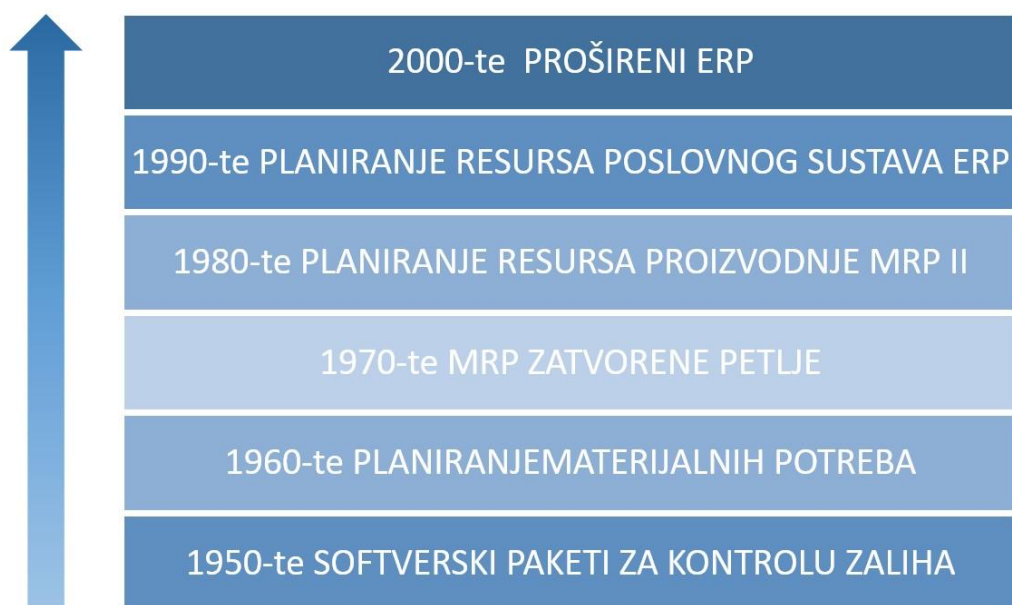 2000-te PROŠIRENI ERP
1990-te PLANIRANJE RESURSA POSLOVNOG SUSTAVA ERP
1980-te PLANIRANJE RESURSA PROIZVODNJE MRP II
1970-te MRP ZATVORENE PETLJE
1960-te PLANIRANJEMATERIJALNIH POTREBA
1950-te SOFTVERSKI PAKETI ZA KONTROLU ZALIHA